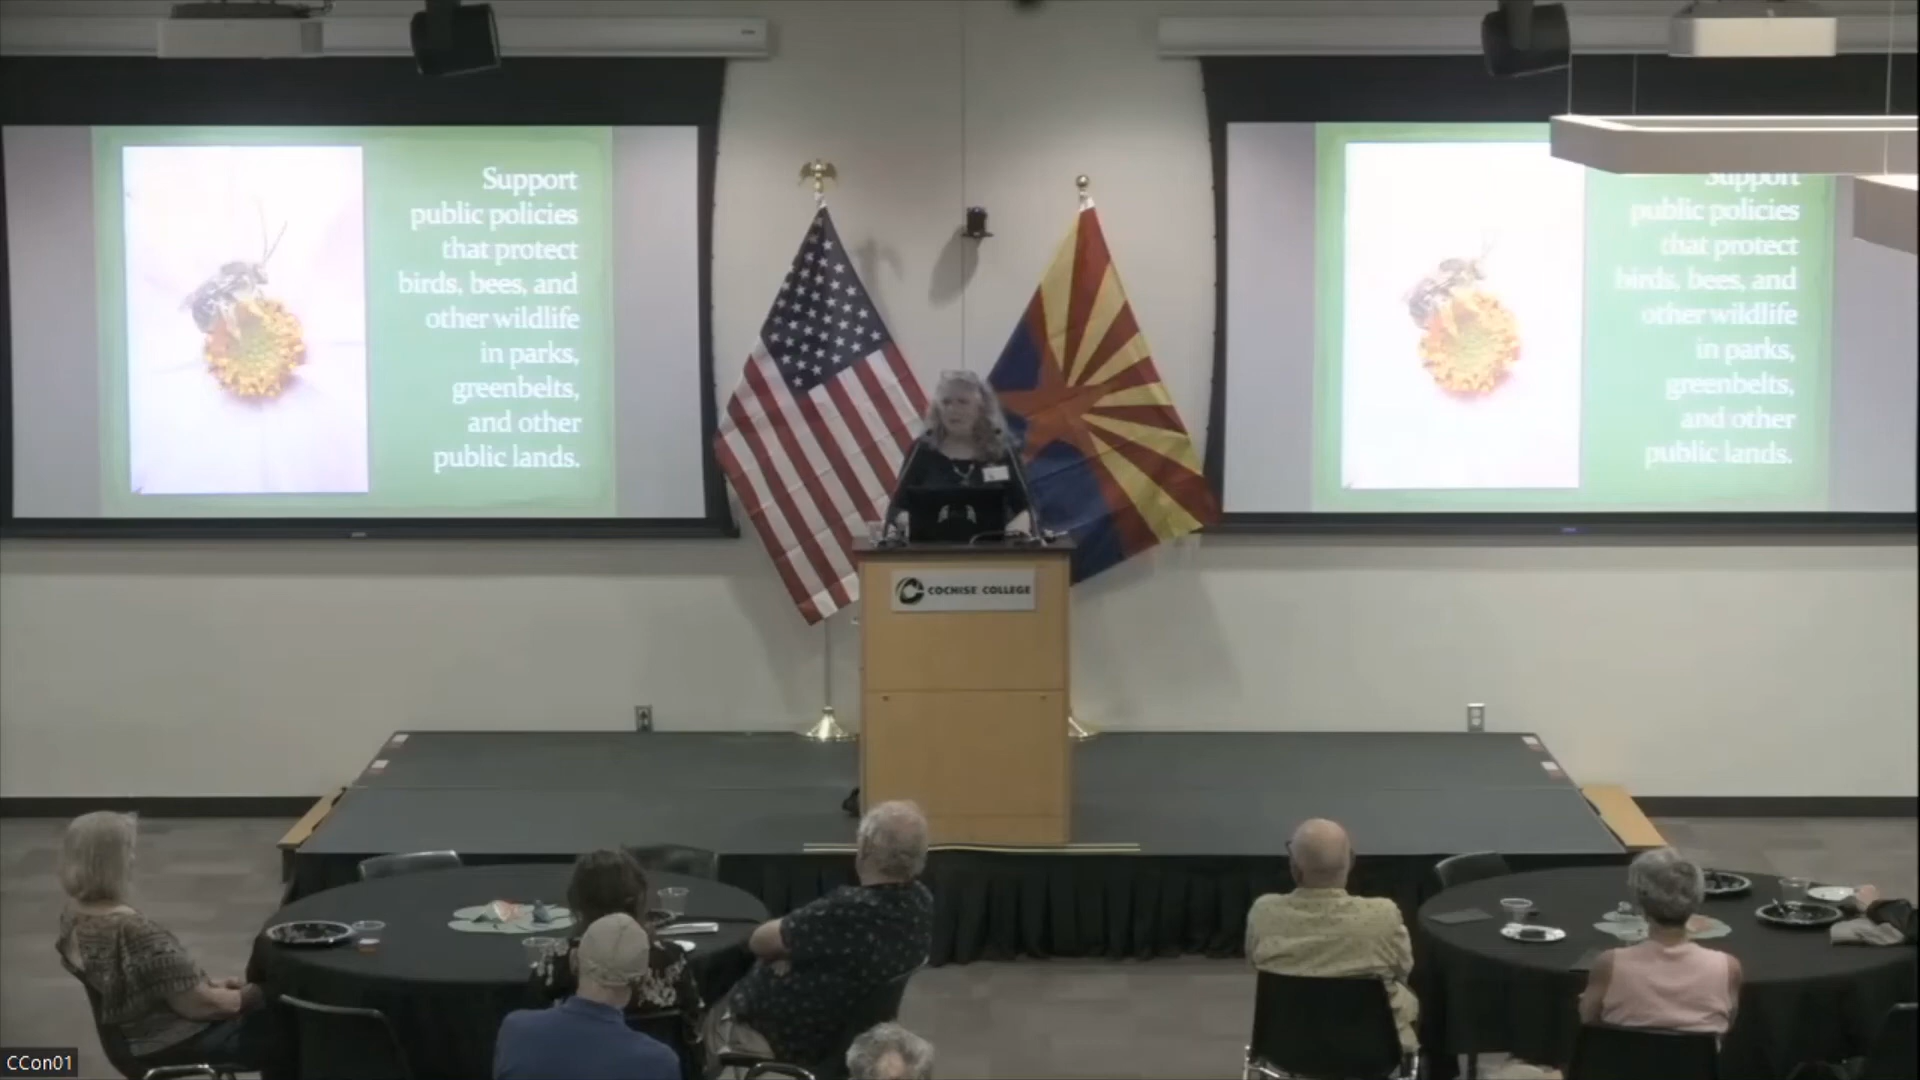 Support
public policies
that protect
birds, bees, and
other wildlife
in parks,
greenbelts,
and other
public lands.
Support
public policies
that protect
birds, bees, and
other wildlife
in parks,
greenbelts,
and other
public lands.
COCHISE COLLEGE
CCon01